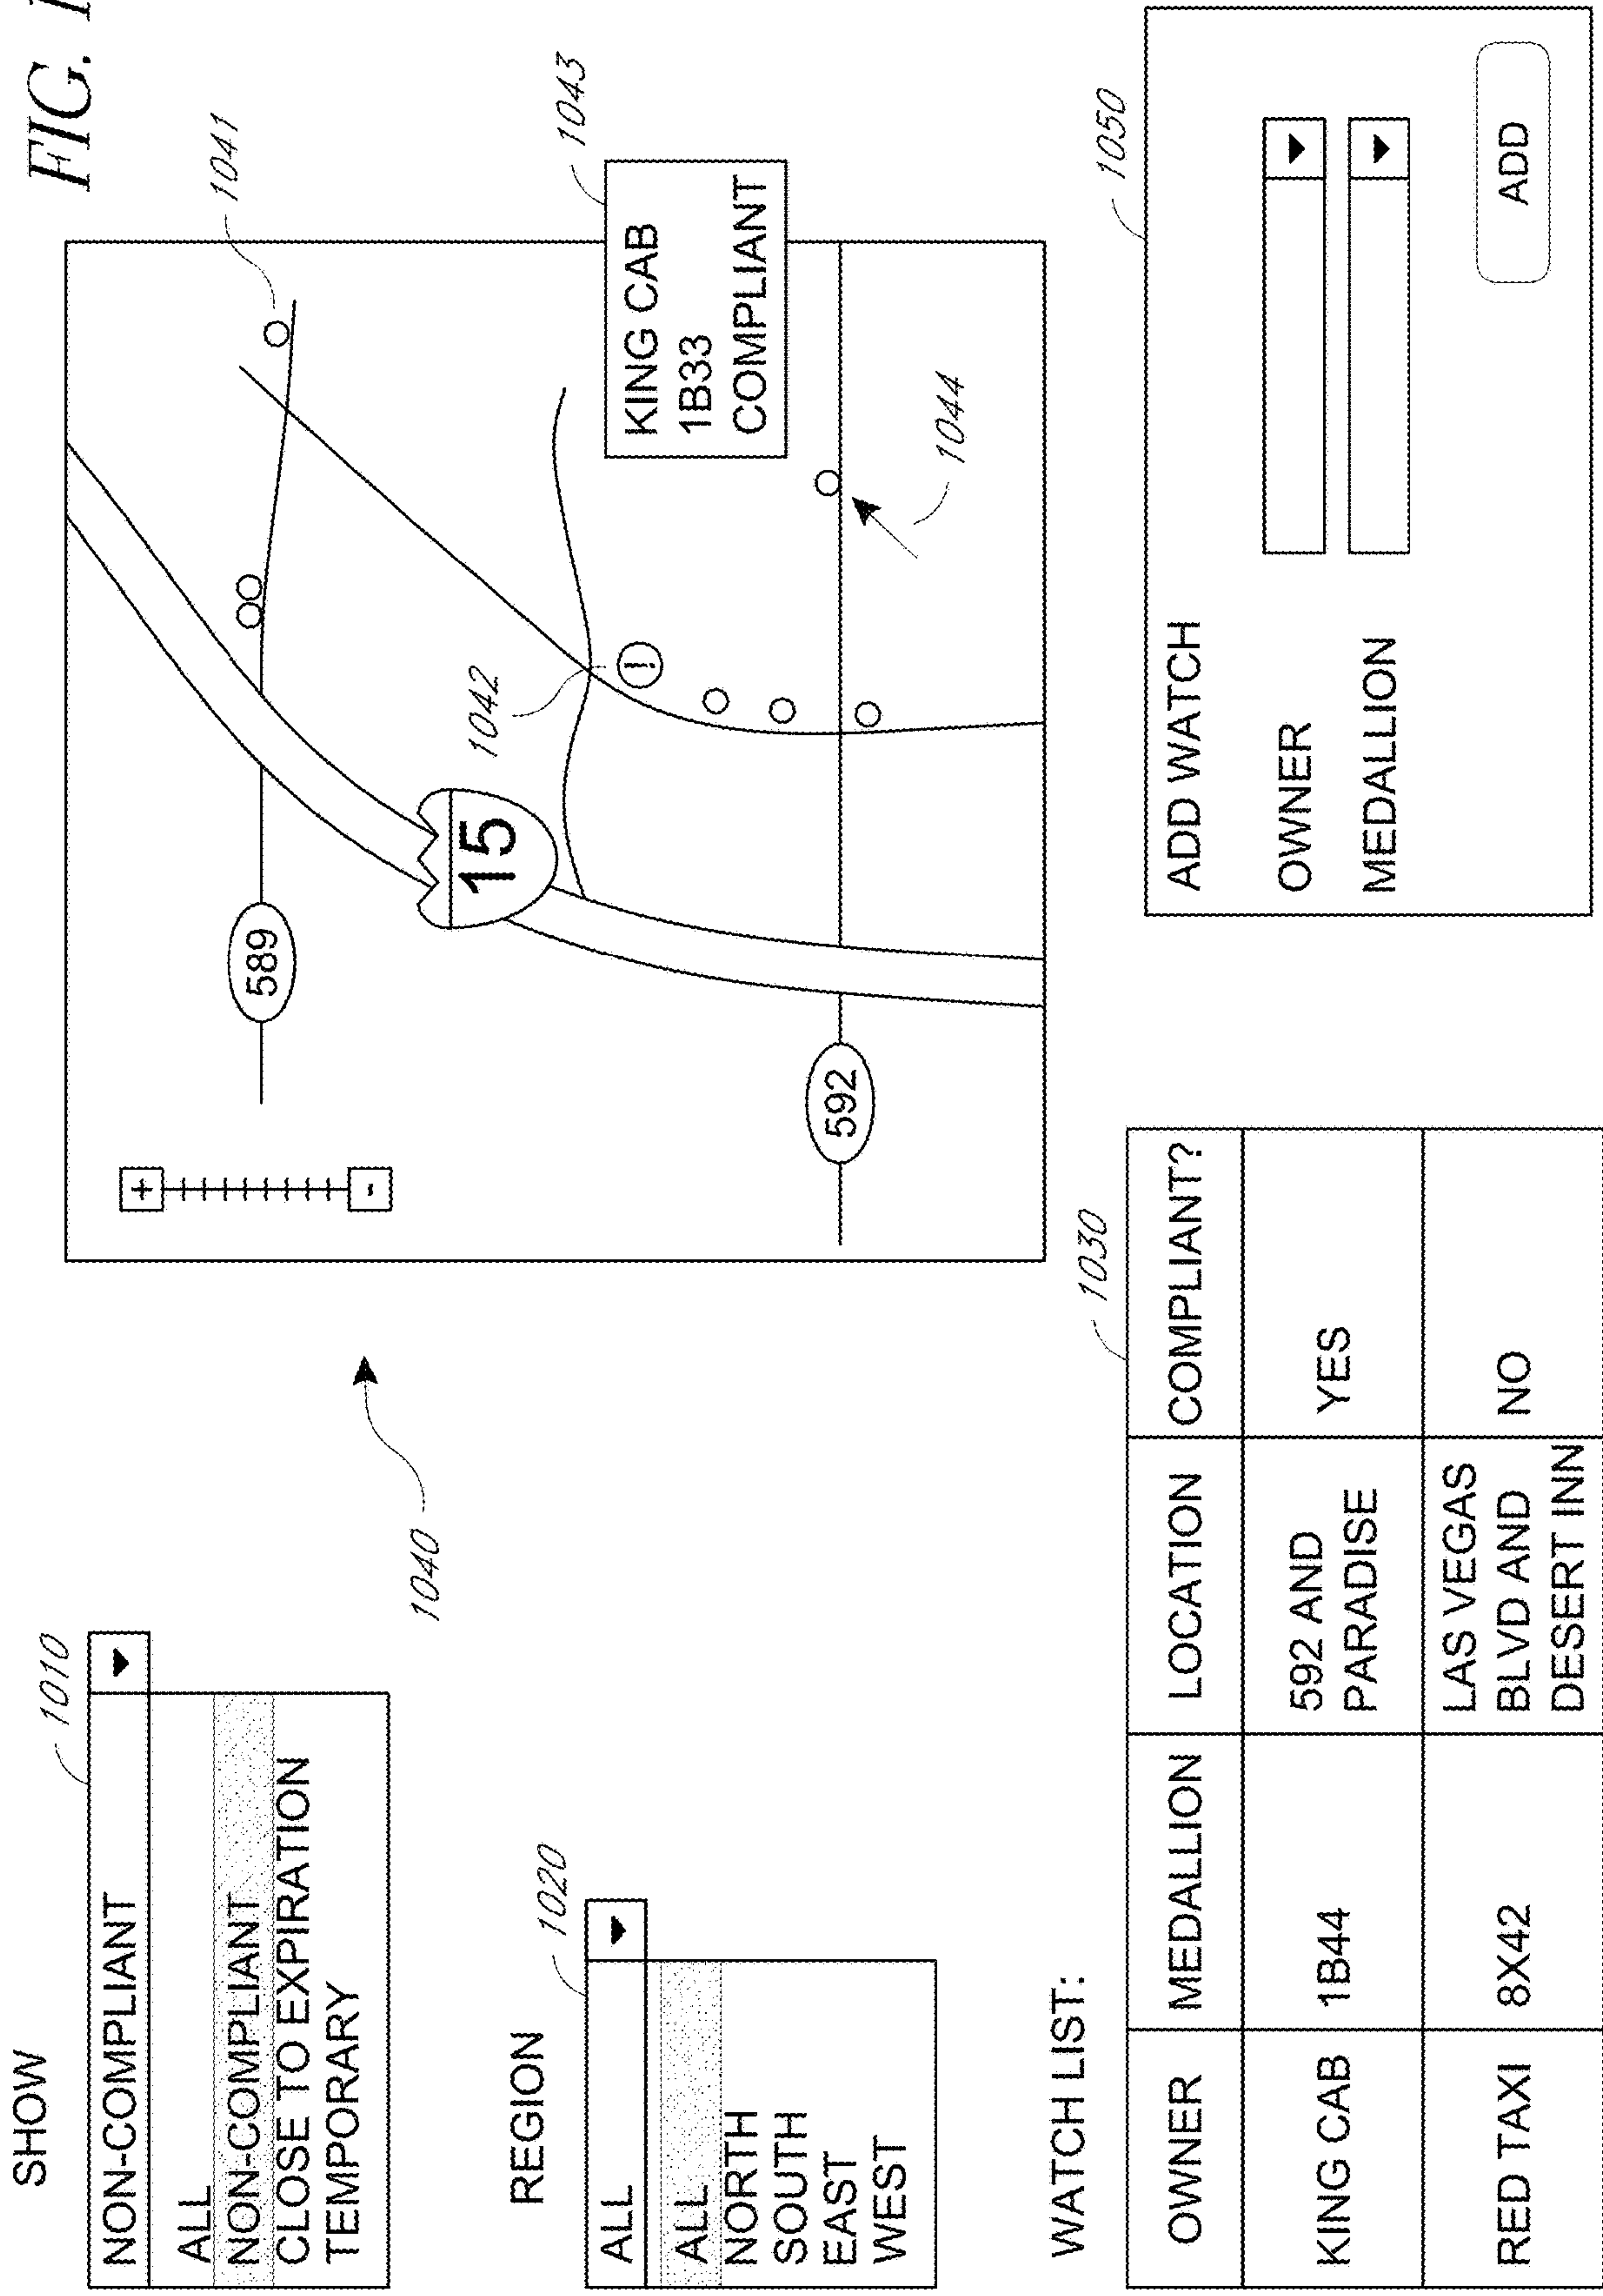 FIG.
SHOW
1010
NON-COMPLIANT
ALL
NON-COMPLIANT
CLOSE TO EXPIRATION
TEMPORARY
REGION
1020
ALL
ALL
NORTH
SOUTH
EAST
WEST
1040
+
-
589
15
592
1041
1042
!
1043
KING CAB
1B33
COMPLIANT
1044
WATCH LIST:
1030
OWNER MEDALLION LOCATION COMPLIANT?
KING CAB 1B44 592 AND PARADISE YES
RED TAXI 8X42 LAS VEGAS BLVD AND DESERT INN NO
1050
ADD WATCH
OWNER
MEDALLION
ADD